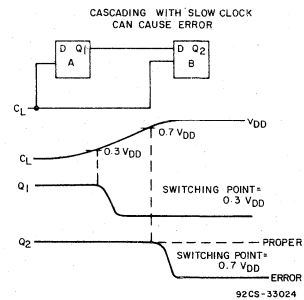 CASCADING WITH SLOW CLOCK
CAN CAUSE ERROR
D Q1
A
D Q2
B
CL
VDD
0.7 VDD
0.3 VDD
CL
Q1
SWITCHING POINT=
0.3 VDD
Q2
PROPER
SWITCHING POINT=
0.7 VDD
ERROR
92CS-33024